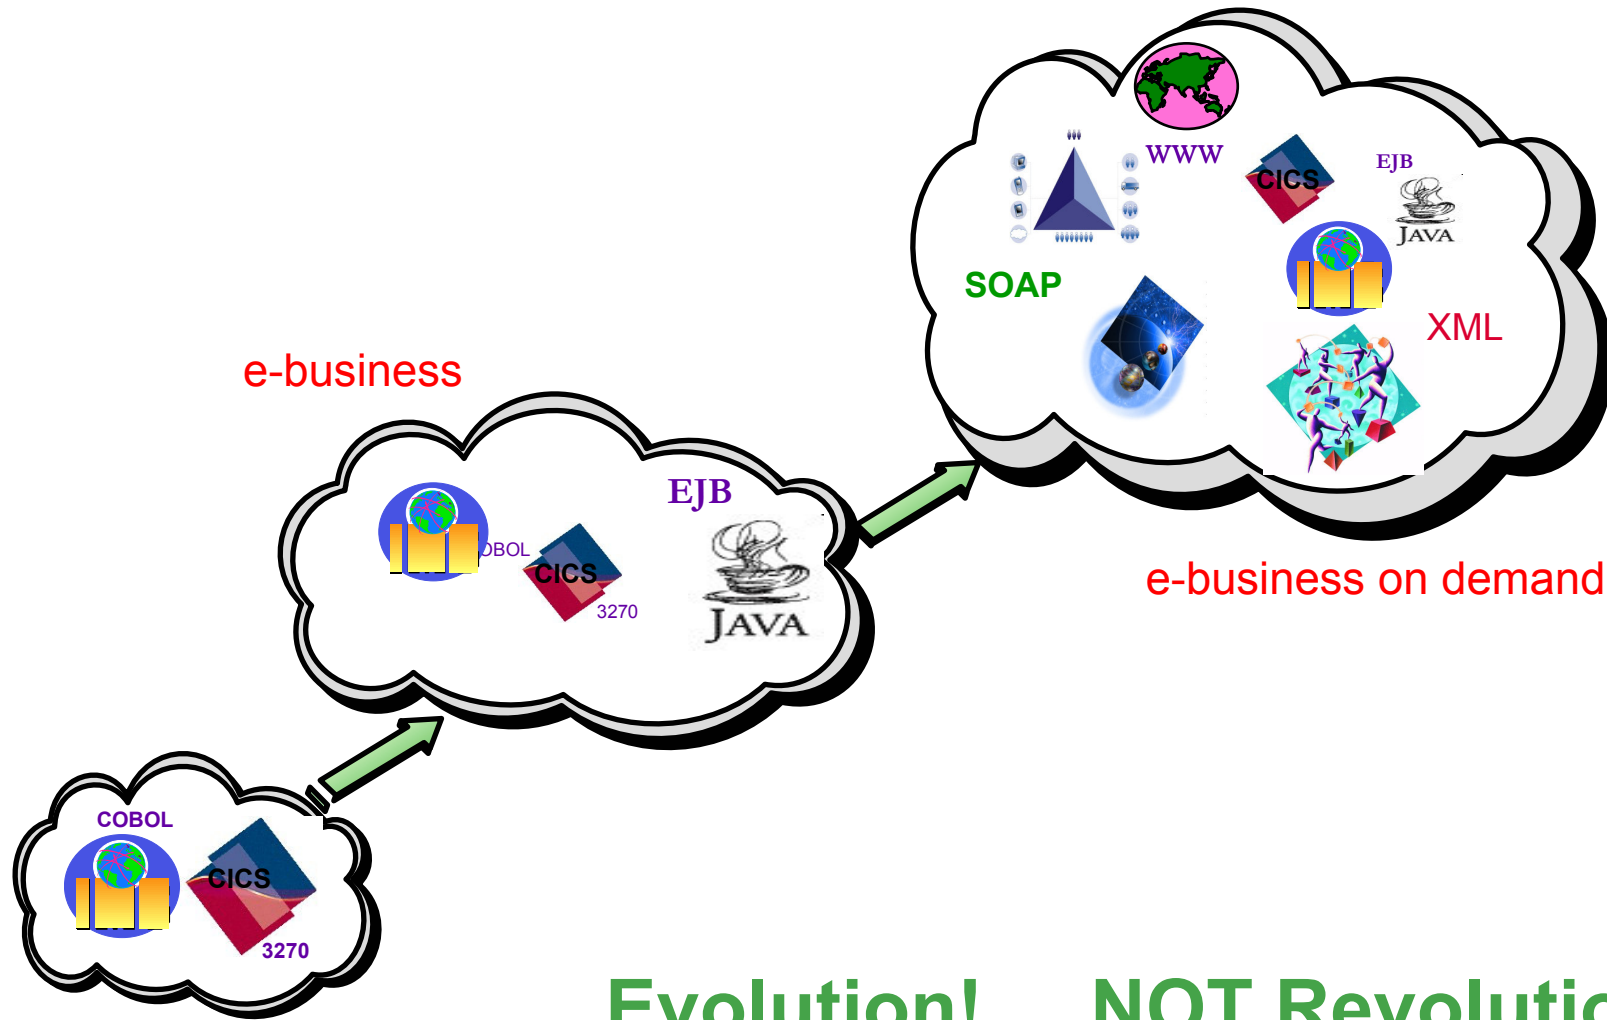 WWW
CICS
EJB
JAVA
SOAP
XML
e-business
EJB
OBOL
CICS
3270
JAVA
e-business on demand
COBOL
CICS
3270
Evolution! NOT Revolutio